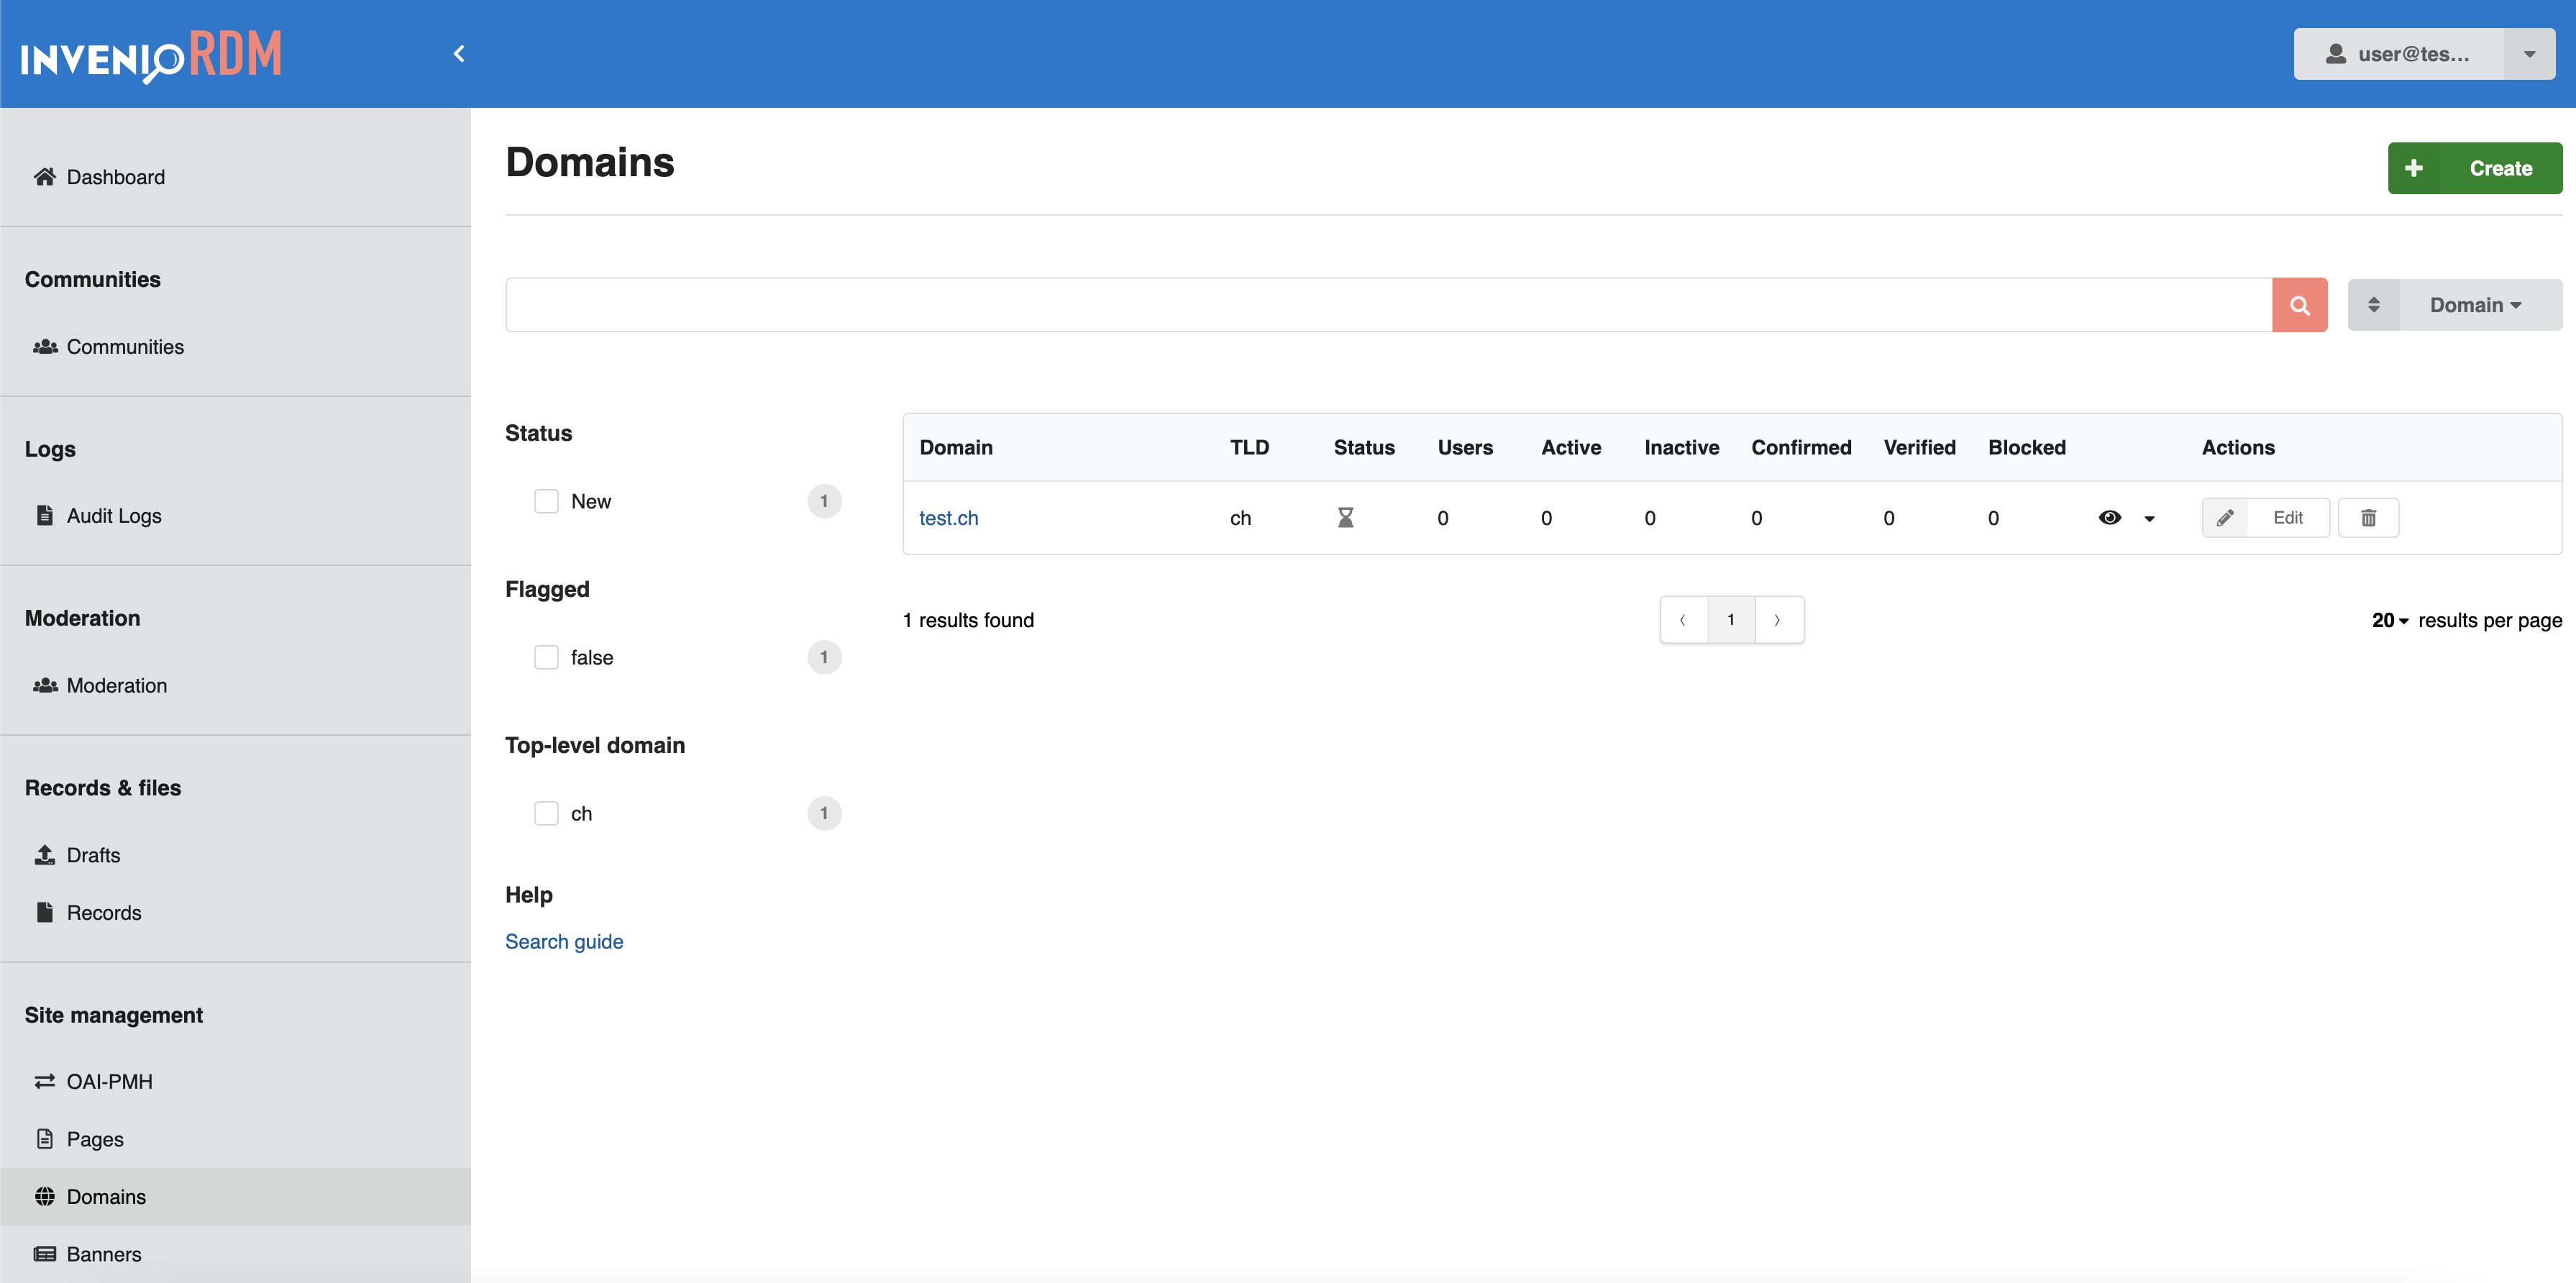 INVENIO RDM
user@tes...
Dashboard
Communities
Communities
Logs
Audit Logs
Moderation
Moderation
Records & files
Drafts
Records
Site management
OAI-PMH
Pages
Domains
Banners
Domains
Create
Domain
Status
New 1
Flagged
false 1
Top-level domain
ch 1
Help
Search guide
Domain TLD Status Users Active Inactive Confirmed Verified Blocked Actions
test.ch ch 0 0 0 0 0 0 Edit
1 results found
1
20 results per page